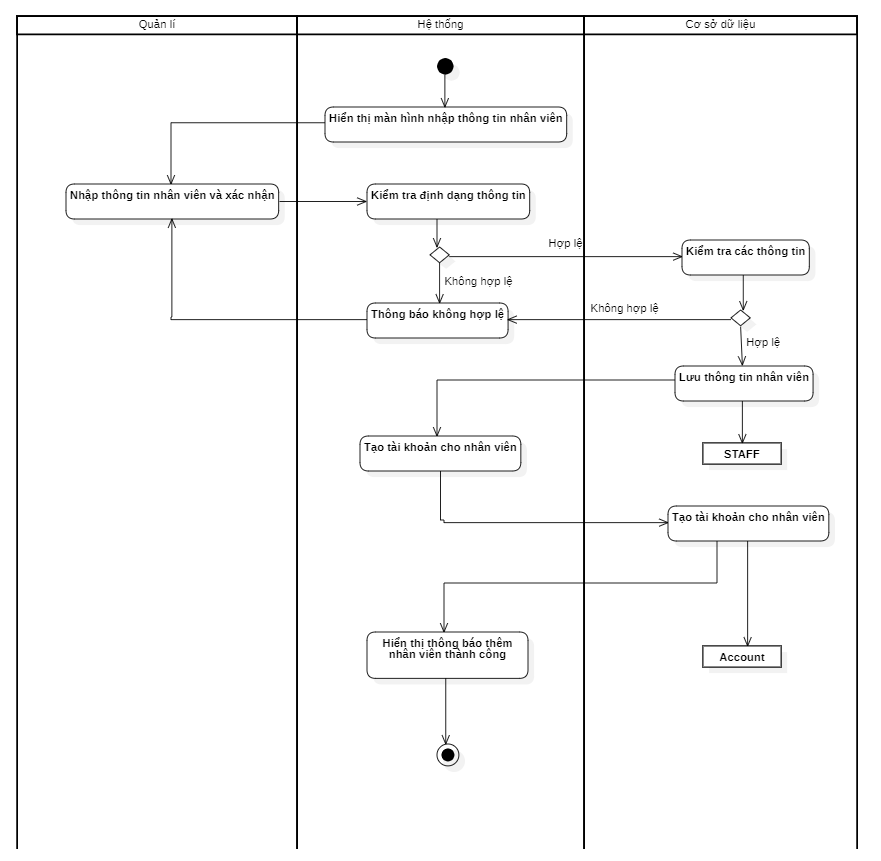 Quản lí
Hệ thống
Cơ sở dữ liệu
Hiển thị màn hình nhập thông tin nhân viên
Nhập thông tin nhân viên và xác nhận
Kiểm tra định dạng thông tin
Hợp lệ
Kiểm tra các thông tin
Không hợp lệ
Thông báo không hợp lệ
Không hợp lệ
Hợp lệ
Lưu thông tin nhân viên
Tạo tài khoản cho nhân viên
STAFF
Tạo tài khoản cho nhân viên
Hiển thị thông báo thêm
nhân viên thành công
Account